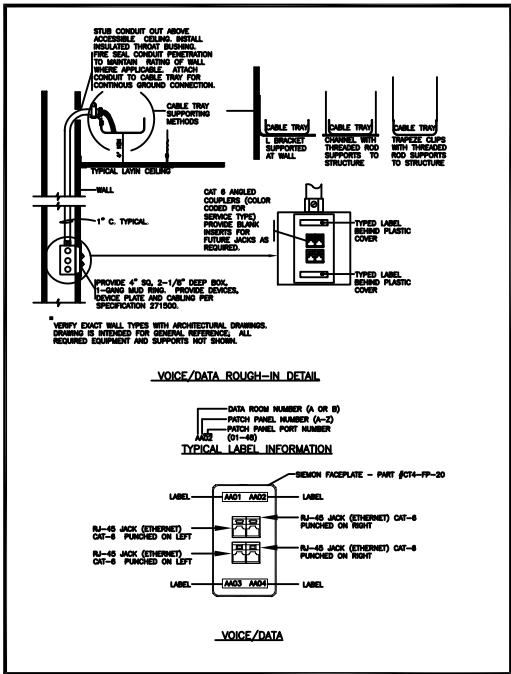 STUB CONDUIT OUT ABOVE
ACCESSIBLE CEILING. INSTALL
INSULATED THROAT BUSHING.
FIRE SEAL CONDUIT PENETRATION
TO MAINTAIN RATING OF WALL
WHERE APPLICABLE. ATTACH
CONDUIT TO CABLE TRAY FOR
CONTINOUS GROUND CONNECTION.
CABLE TRAY
SUPPORTING
METHODS
4" MIN
TYPICAL LAYIN CEILING
CABLE TRAY
L BRACKET
SUPPORTED
AT WALL
CABLE TRAY
CHANNEL WITH
THREADED ROD
SUPPORTS TO
STRUCTURE
CABLE TRAY
TRAPEZE CLIPS
WITH THREADED
ROD SUPPORTS
TO STRUCTURE
WALL
1" C. TYPICAL.
CAT 6 ANGLED
COUPLERS (COLOR
CODED FOR
SERVICE TYPE)
PROVIDE BLANK
INSERTS FOR
FUTURE JACKS AS
REQUIRED.
TYPED LABEL
BEHIND PLASTIC
COVER
TYPED LABEL
BEHIND PLASTIC
COVER
PROVIDE 4" SQ, 2-1/8" DEEP BOX,
1-GANG MUD RING. PROVIDE DEVICES,
DEVICE PLATE AND CABLING PER
SPECIFICATION 271500.
* VERIFY EXACT WALL TYPES WITH ARCHITECTURAL DRAWINGS.
DRAWING IS INTENDED FOR GENERAL REFERENCE, ALL
REQUIRED EQUIPMENT AND SUPPORTS NOT SHOWN.
VOICE/DATA ROUGH-IN DETAIL
DATA ROOM NUMBER (A OR B)
PATCH PANEL NUMBER (A-Z)
PATCH PANEL PORT NUMBER
(01-48)
AA02
TYPICAL LABEL INFORMATION
SIEMON FACEPLATE - PART #CT4-FP-20
LABEL
AA01 AA02
LABEL
RJ-45 JACK (ETHERNET)
CAT-6 PUNCHED ON LEFT
RJ-45 JACK (ETHERNET) CAT-6
PUNCHED ON RIGHT
RJ-45 JACK (ETHERNET)
CAT-6 PUNCHED ON LEFT
RJ-45 JACK (ETHERNET) CAT-6
PUNCHED ON RIGHT
LABEL
AA03 AA04
LABEL
VOICE/DATA